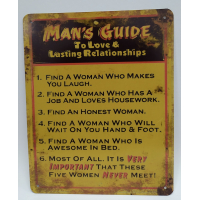 Man's Guide
To Love &
Lasting Relationships
1. Find A Woman Who Makes
You Laugh.
2. Find A Woman Who Has A
Job And Loves Housework.
3. Find An Honest Woman.
4. Find A Woman Who Will
Wait On You Hand & Foot.
5. Find A Woman Who Is
Awesome In Bed.
6. Most Of All, It Is Very
Important That These
Five Women Never Meet!